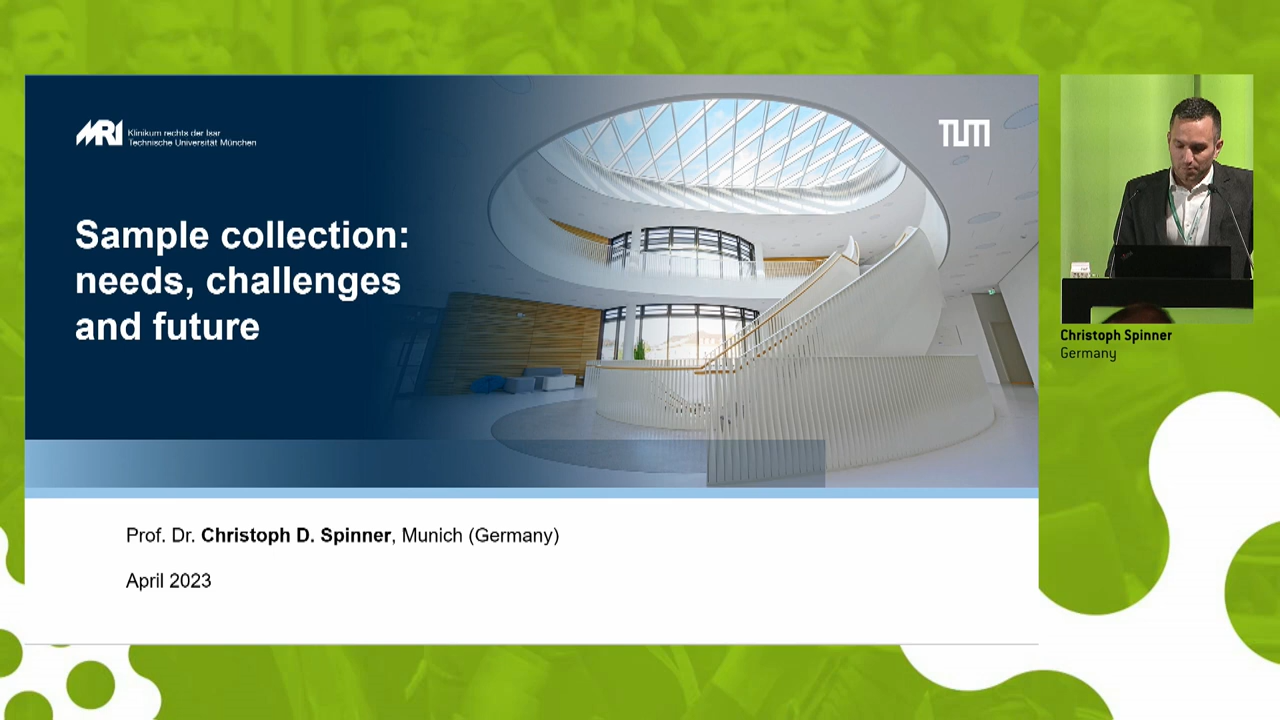 MRI
Klinikum rechts der Isar
Technische Universität München
TUM
Sample collection:
needs, challenges
and future
Prof. Dr. Christoph D. Spinner, Munich (Germany)
April 2023
Christoph Spinner
Germany